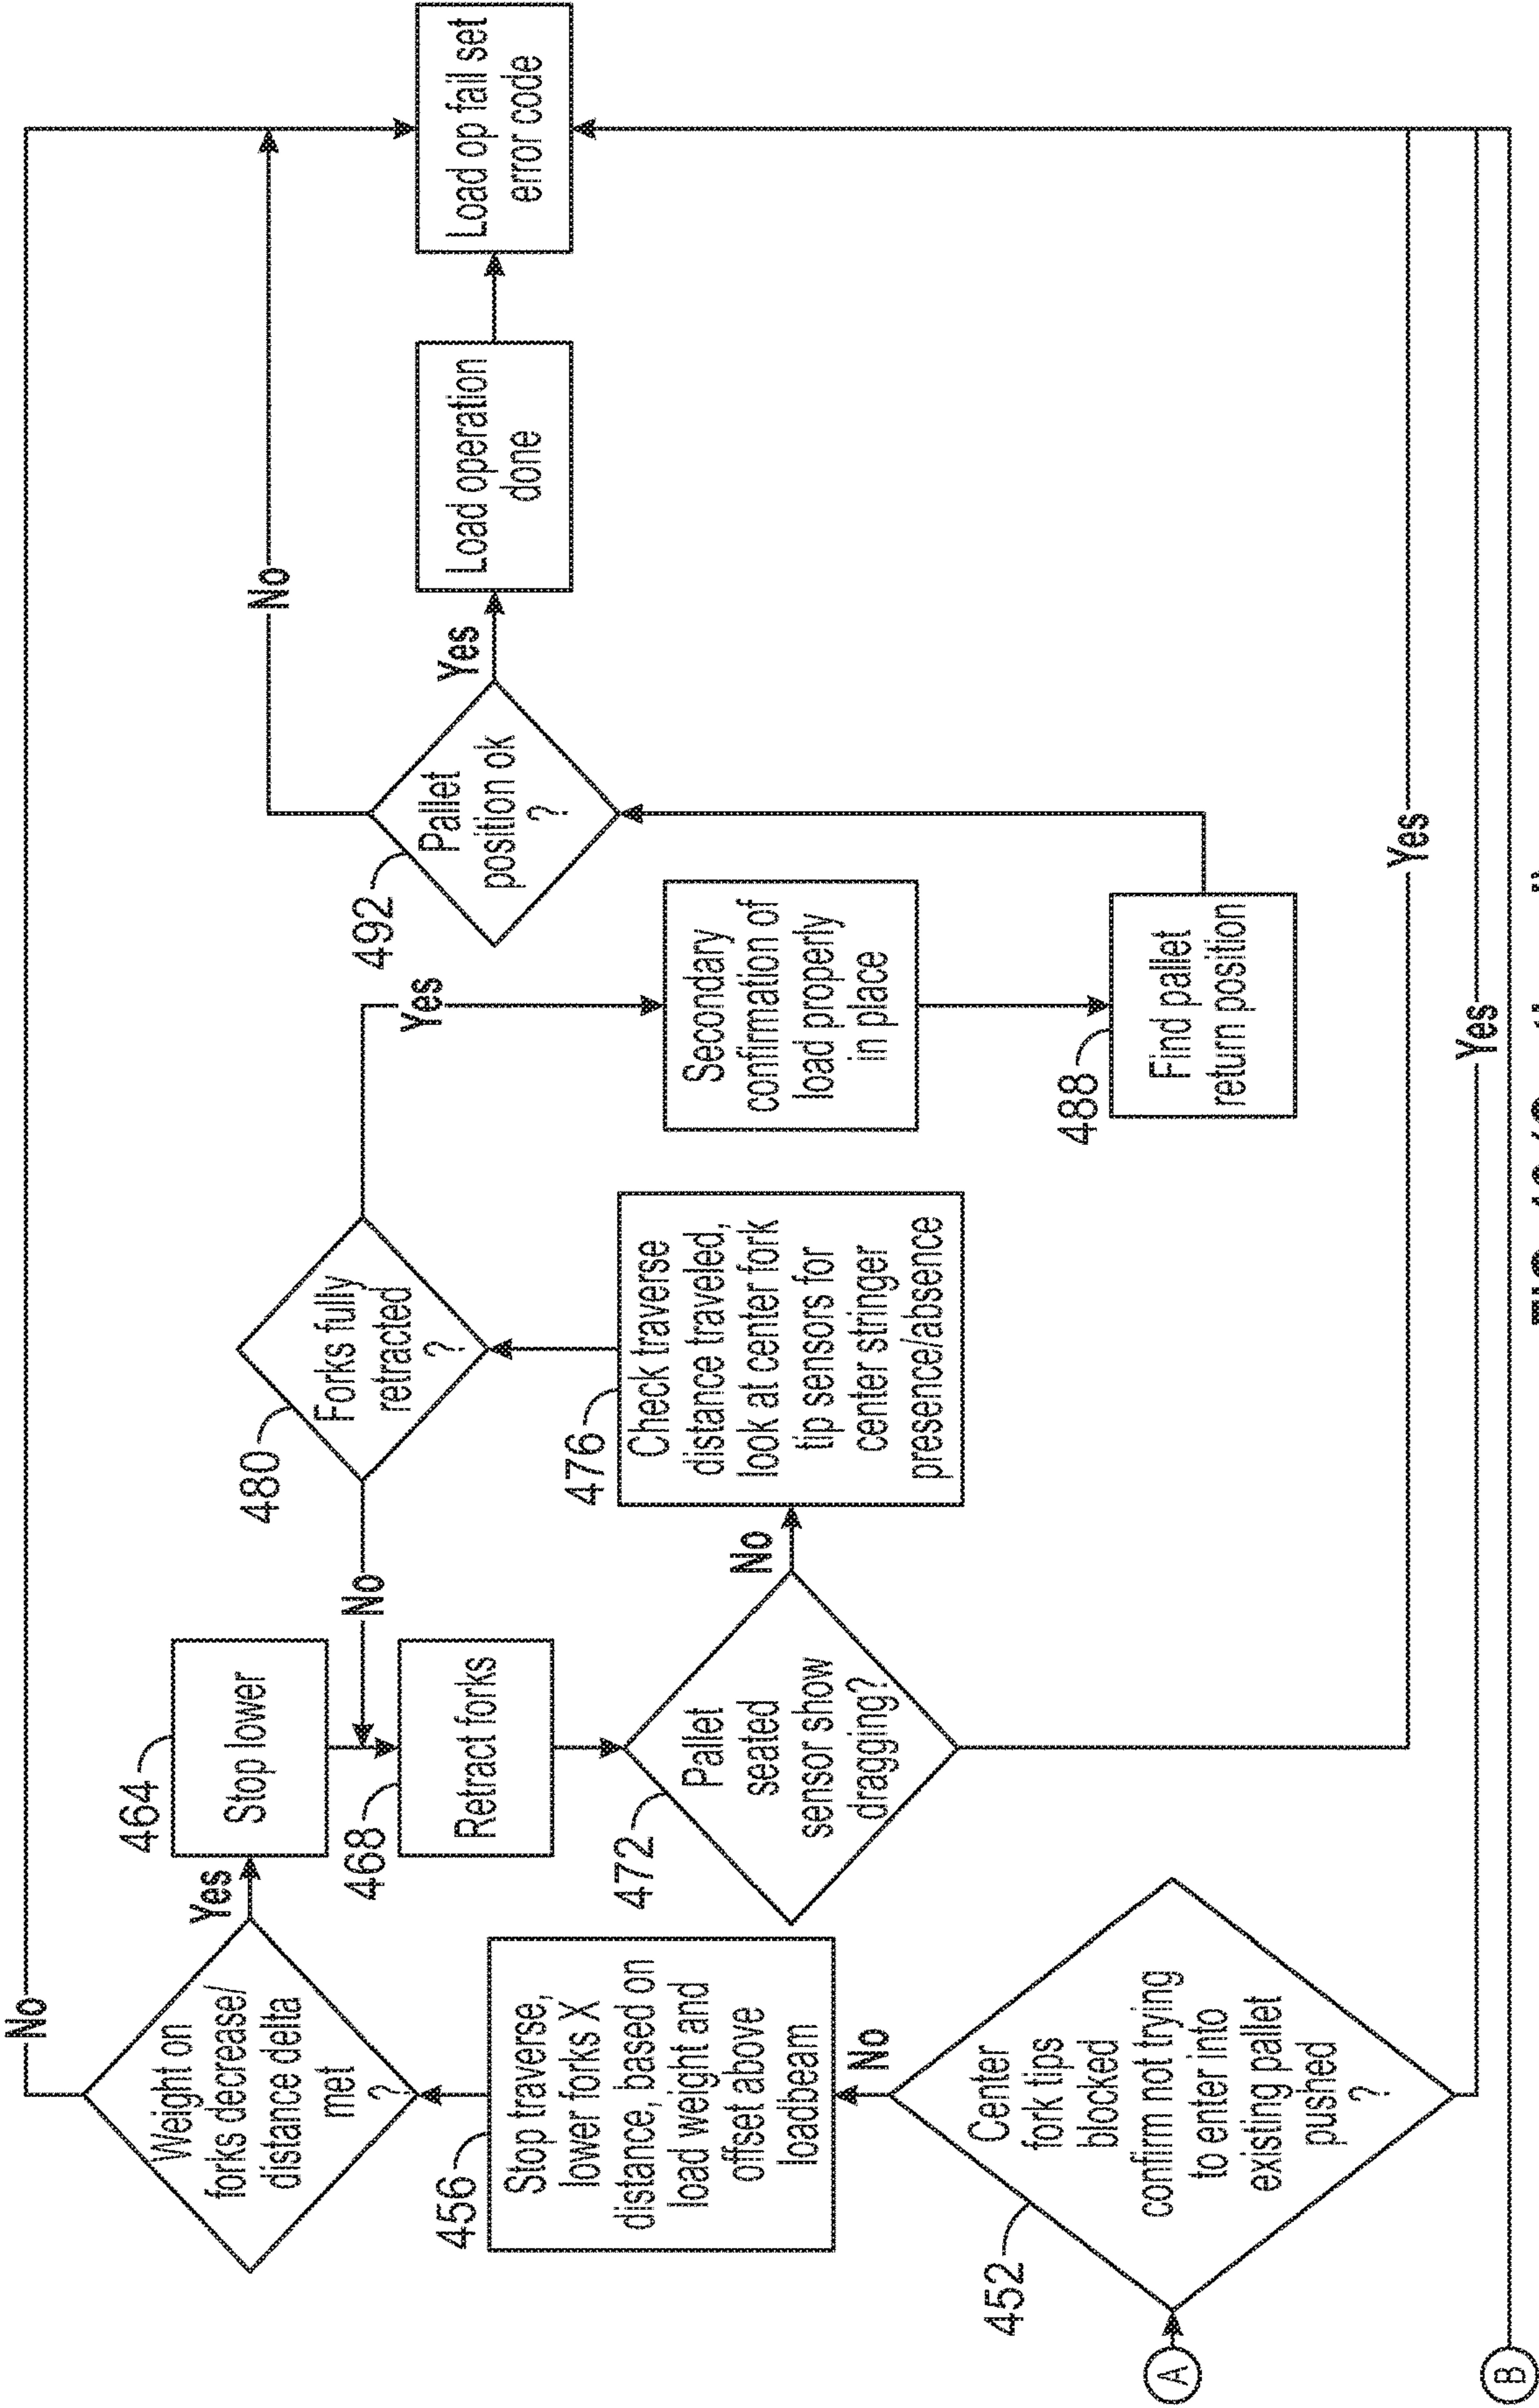 A
452
Center
fork tips
blocked
confirm not trying
to enter into
existing pallet
pushed
?
No
Yes
456
Stop traverse,
lower forks X
distance, based on
load weight and
offset above
loadbeam
Weight on
forks decrease/
distance delta
met
?
No
Yes
464
Stop lower
468
Retract forks
472
Pallet
seated
sensor show
dragging?
No
Yes
476
Check traverse
distance traveled,
look at center fork
tip sensors for
center stringer
presence/absence
480
Forks fully
retracted
?
No
Yes
Secondary
confirmation of
load properly
in place
488
Find pallet
return position
492
Pallet
position ok
?
No
Yes
Load operation
done
Load op fail set
error code
B